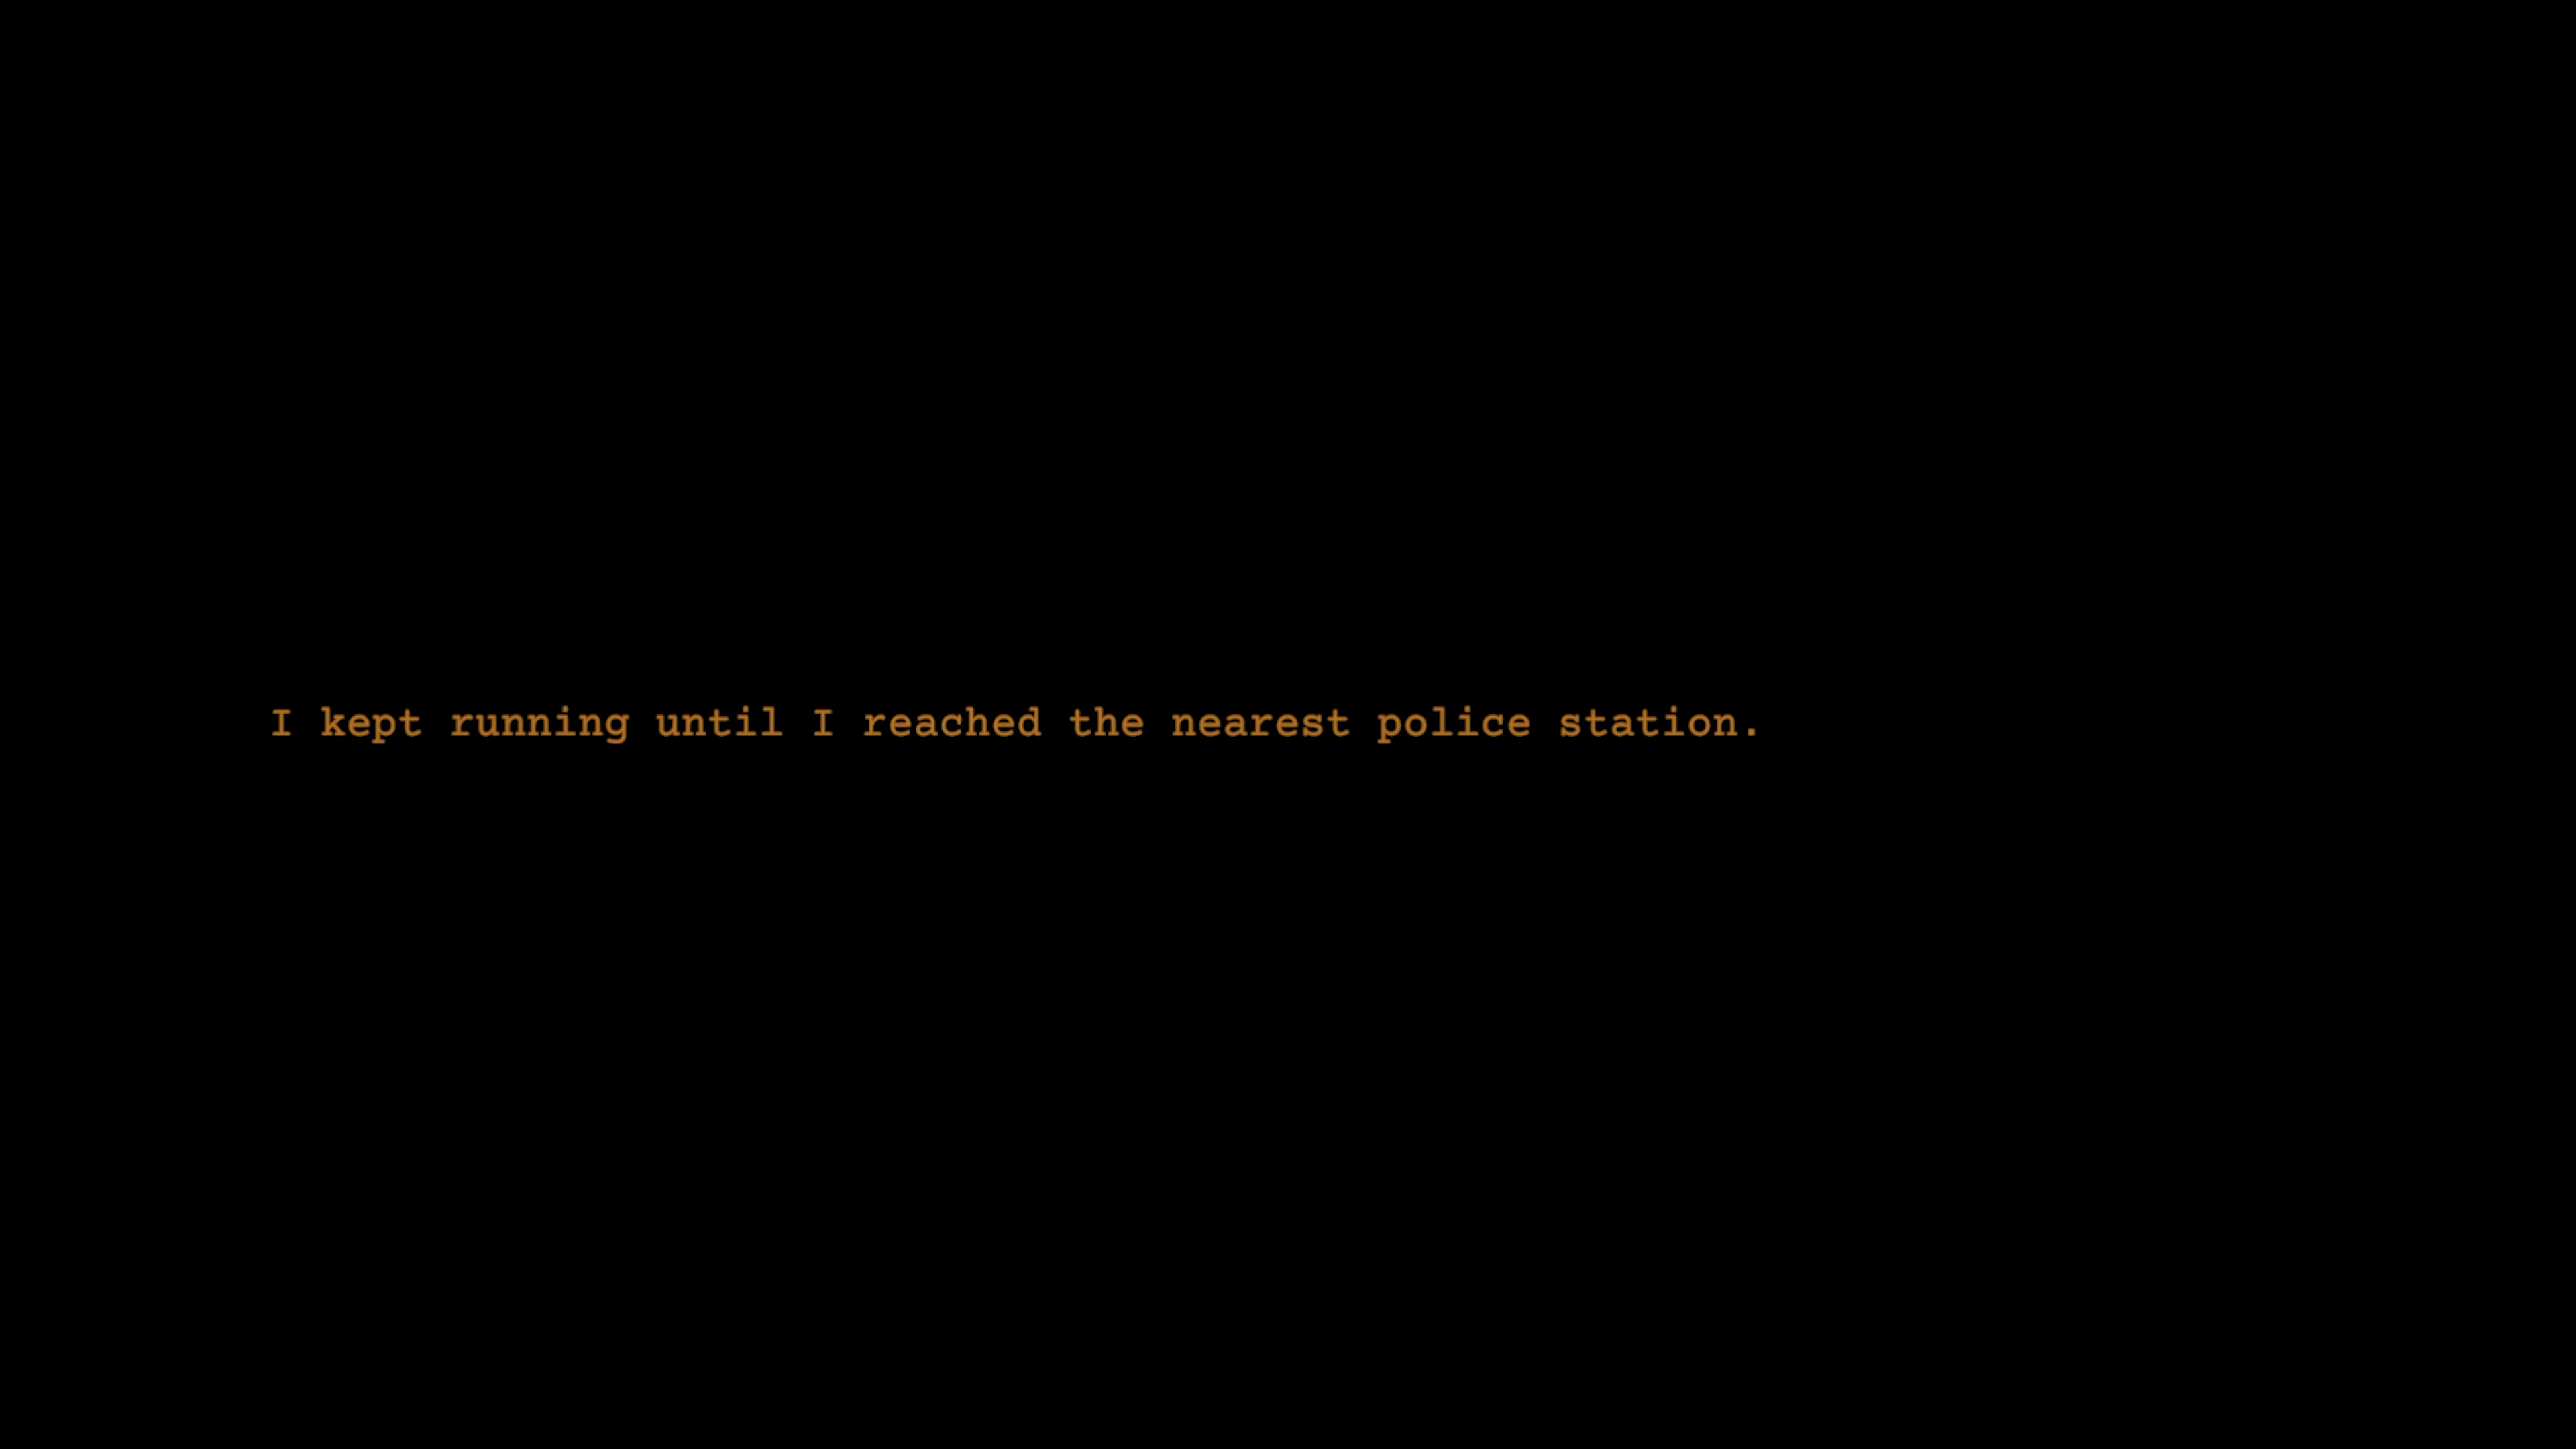 I kept running until I reached the nearest police station.